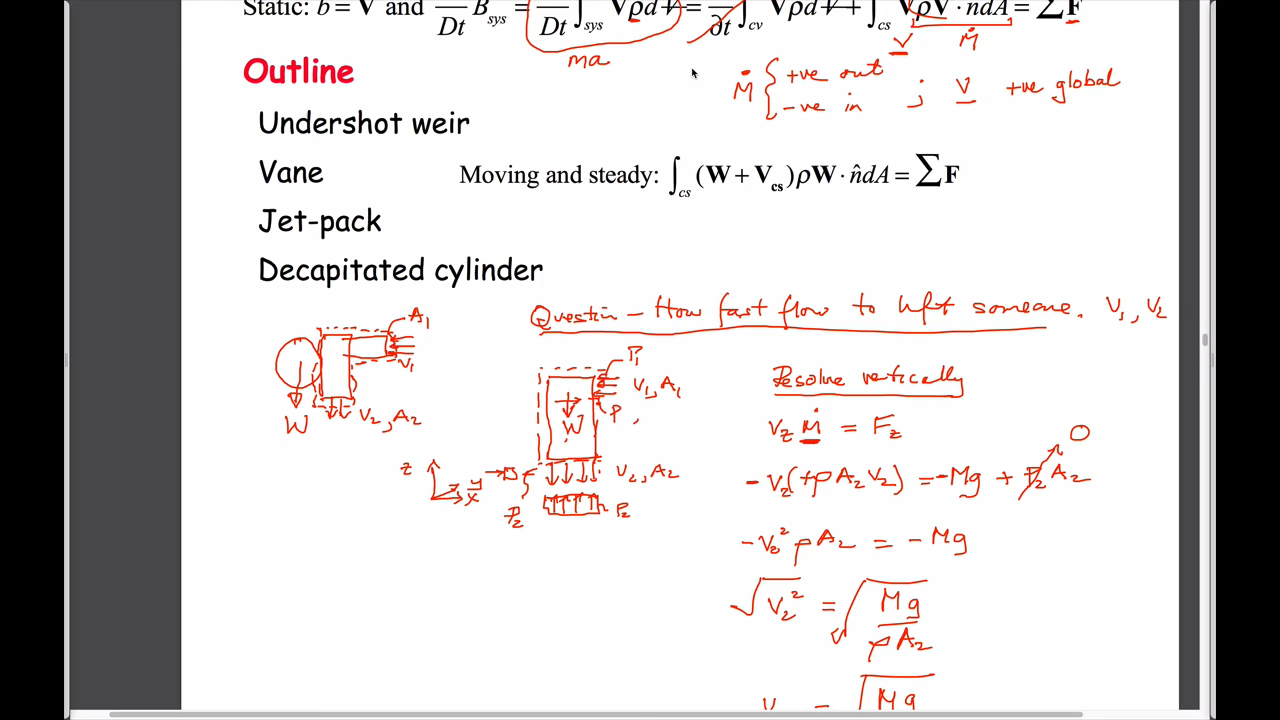 Static: b = V and D/Dt B_sys = D/Dt ∫_sys Vρd V = ∂/∂t ∫_cv Vρd V + ∫_cs VρV · n̂dA = ∑F
ma
V Ṁ
Ṁ { +ve out
-ve in ; V +ve global
Outline
Undershot weir
Vane Moving and steady: ∫_cs (W + V_cs)ρW · n̂dA = ∑F
Jet-pack
Decapitated cylinder
Question - How fast flow to lift someone. V₁, V₂
A₁
V₁
W
V₂, A₂
P₁
V₁, A₁
P
W
z
y
x
V₂, A₂
P₂
P₂
Resolve vertically
V_z Ṁ = F_z
- V₂(+ρA₂V₂) = -Mg + P₂A₂
0
- V₂²ρA₂ = - Mg
√V₂² = √Mg/ρA₂
= √Mg